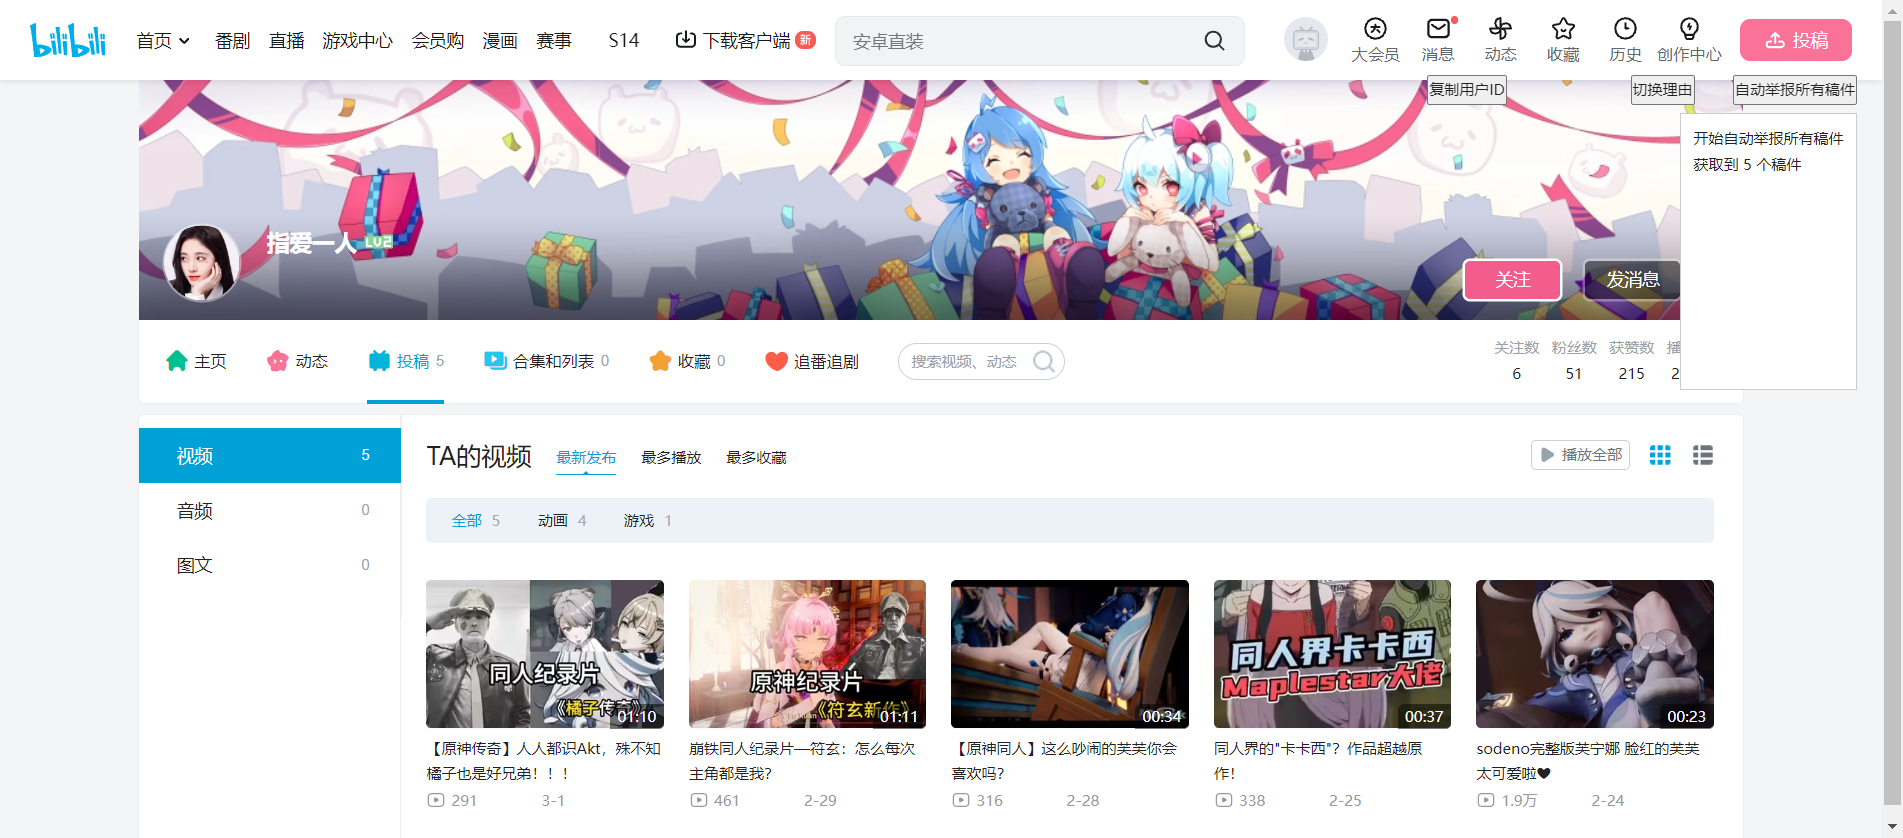 bilibili
首页
番剧
直播
游戏中心
会员购
漫画
赛事
S14
下载客户端
新
安卓直装
大会员
消息
动态
收藏
历史
创作中心
投稿
复制用户ID
切换理由
自动举报所有稿件
开始自动举报所有稿件
获取到 5 个稿件
指爱一人 LV2
关注
发消息
主页
动态
投稿 5
合集和列表 0
收藏 0
追番追剧
搜索视频、动态
关注数 粉丝数 获赞数 播
6 51 215 2
视频 5
音频 0
图文 0
TA的视频
最新发布
最多播放
最多收藏
播放全部
全部 5
动画 4
游戏 1
同人纪录片
《橘子传奇》
01:10
【原神传奇】人人都识Akt，殊不知
橘子也是好兄弟！！！
291 3-1
原神纪录片
《符玄新作》
01:11
崩铁同人纪录片—符玄：怎么每次
主角都是我？
461 2-29
00:34
【原神同人】这么吵闹的芙芙你会
喜欢吗？
316 2-28
同人界卡卡西
Maplestar大佬
00:37
同人界的"卡卡西"？作品超越原
作！
338 2-25
00:23
sodeno完整版芙宁娜 脸红的芙芙
太可爱啦❤
1.9万 2-24